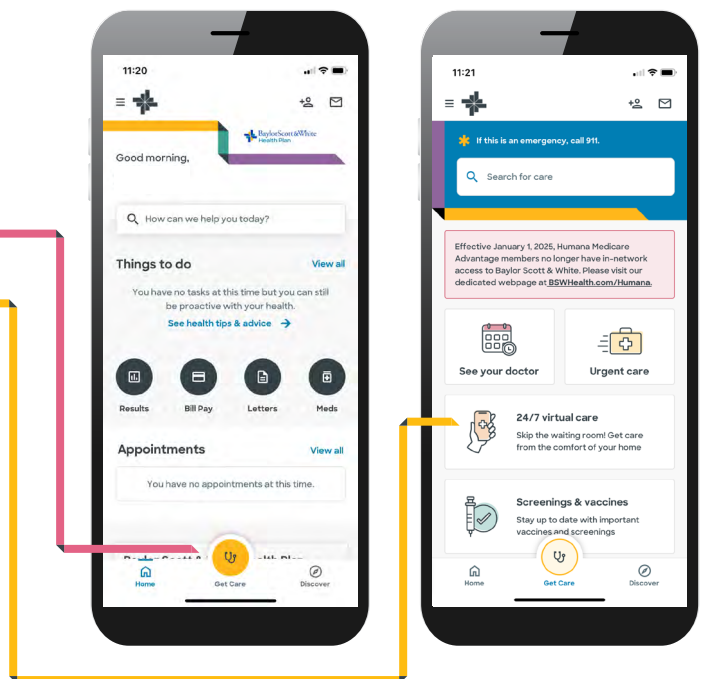 11:20
BaylorScott&White
Health Plan
Good morning,
How can we help you today?
Things to do
View all
You have no tasks at this time but you can still
be proactive with your health.
See health tips & advice
Results
Bill Pay
Letters
Meds
Appointments
View all
You have no appointments at this time.
Home
Get Care
Discover
11:21
If this is an emergency, call 911.
Search for care
Effective January 1, 2025, Humana Medicare
Advantage members no longer have in-network
access to Baylor Scott & White. Please visit our
dedicated webpage at BSWHealth.com/Humana.
See your doctor
Urgent care
24/7 virtual care
Skip the waiting room! Get care
from the comfort of your home
Screenings & vaccines
Stay up to date with important
vaccines and screenings
Home
Get Care
Discover